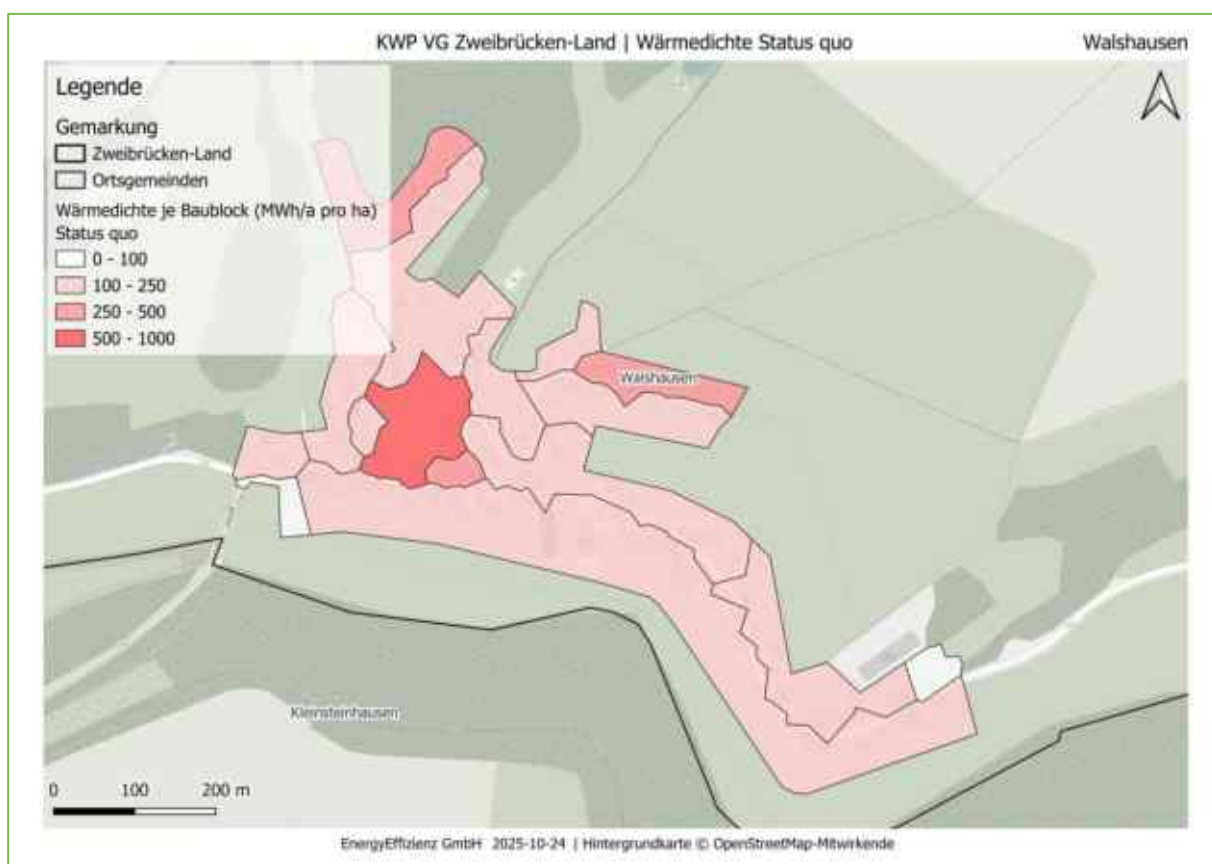 KWP VG Zweibrücken-Land | Wärmedichte Status quo
Walshausen
Legende
Gemarkung
Zweibrücken-Land
Ortsgemeinden
Wärmedichte je Baublock (MWh/a pro ha)
Status quo
0 - 100
100 - 250
250 - 500
500 - 1000
Walshausen
Kleinsteinhausen
0 100 200 m
EnergyEffizienz GmbH 2025-10-24 | Hintergrundkarte © OpenStreetMap-Mitwirkende